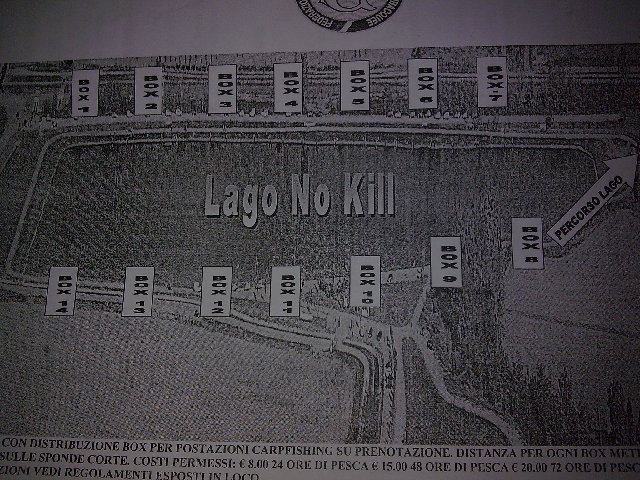 BOX 1
BOX 2
BOX 3
BOX 4
BOX 5
BOX 6
BOX 7
Lago No Kill
PERCORSO LAGO
BOX 8
BOX 9
BOX 10
BOX 11
BOX 12
BOX 13
BOX 14
CON DISTRIBUZIONE BOX PER POSTAZIONI CARPFISHING SU PRENOTAZIONE. DISTANZA PER OGNI BOX MET
SULLE SPONDE CORTE. COSTI PERMESSI: € 8.00 24 ORE DI PESCA € 15.00 48 ORE DI PESCA € 20.00 72 ORE DI PESC
ZIONI VEDI REGOLAMENTI ESPOSTI IN LOCO